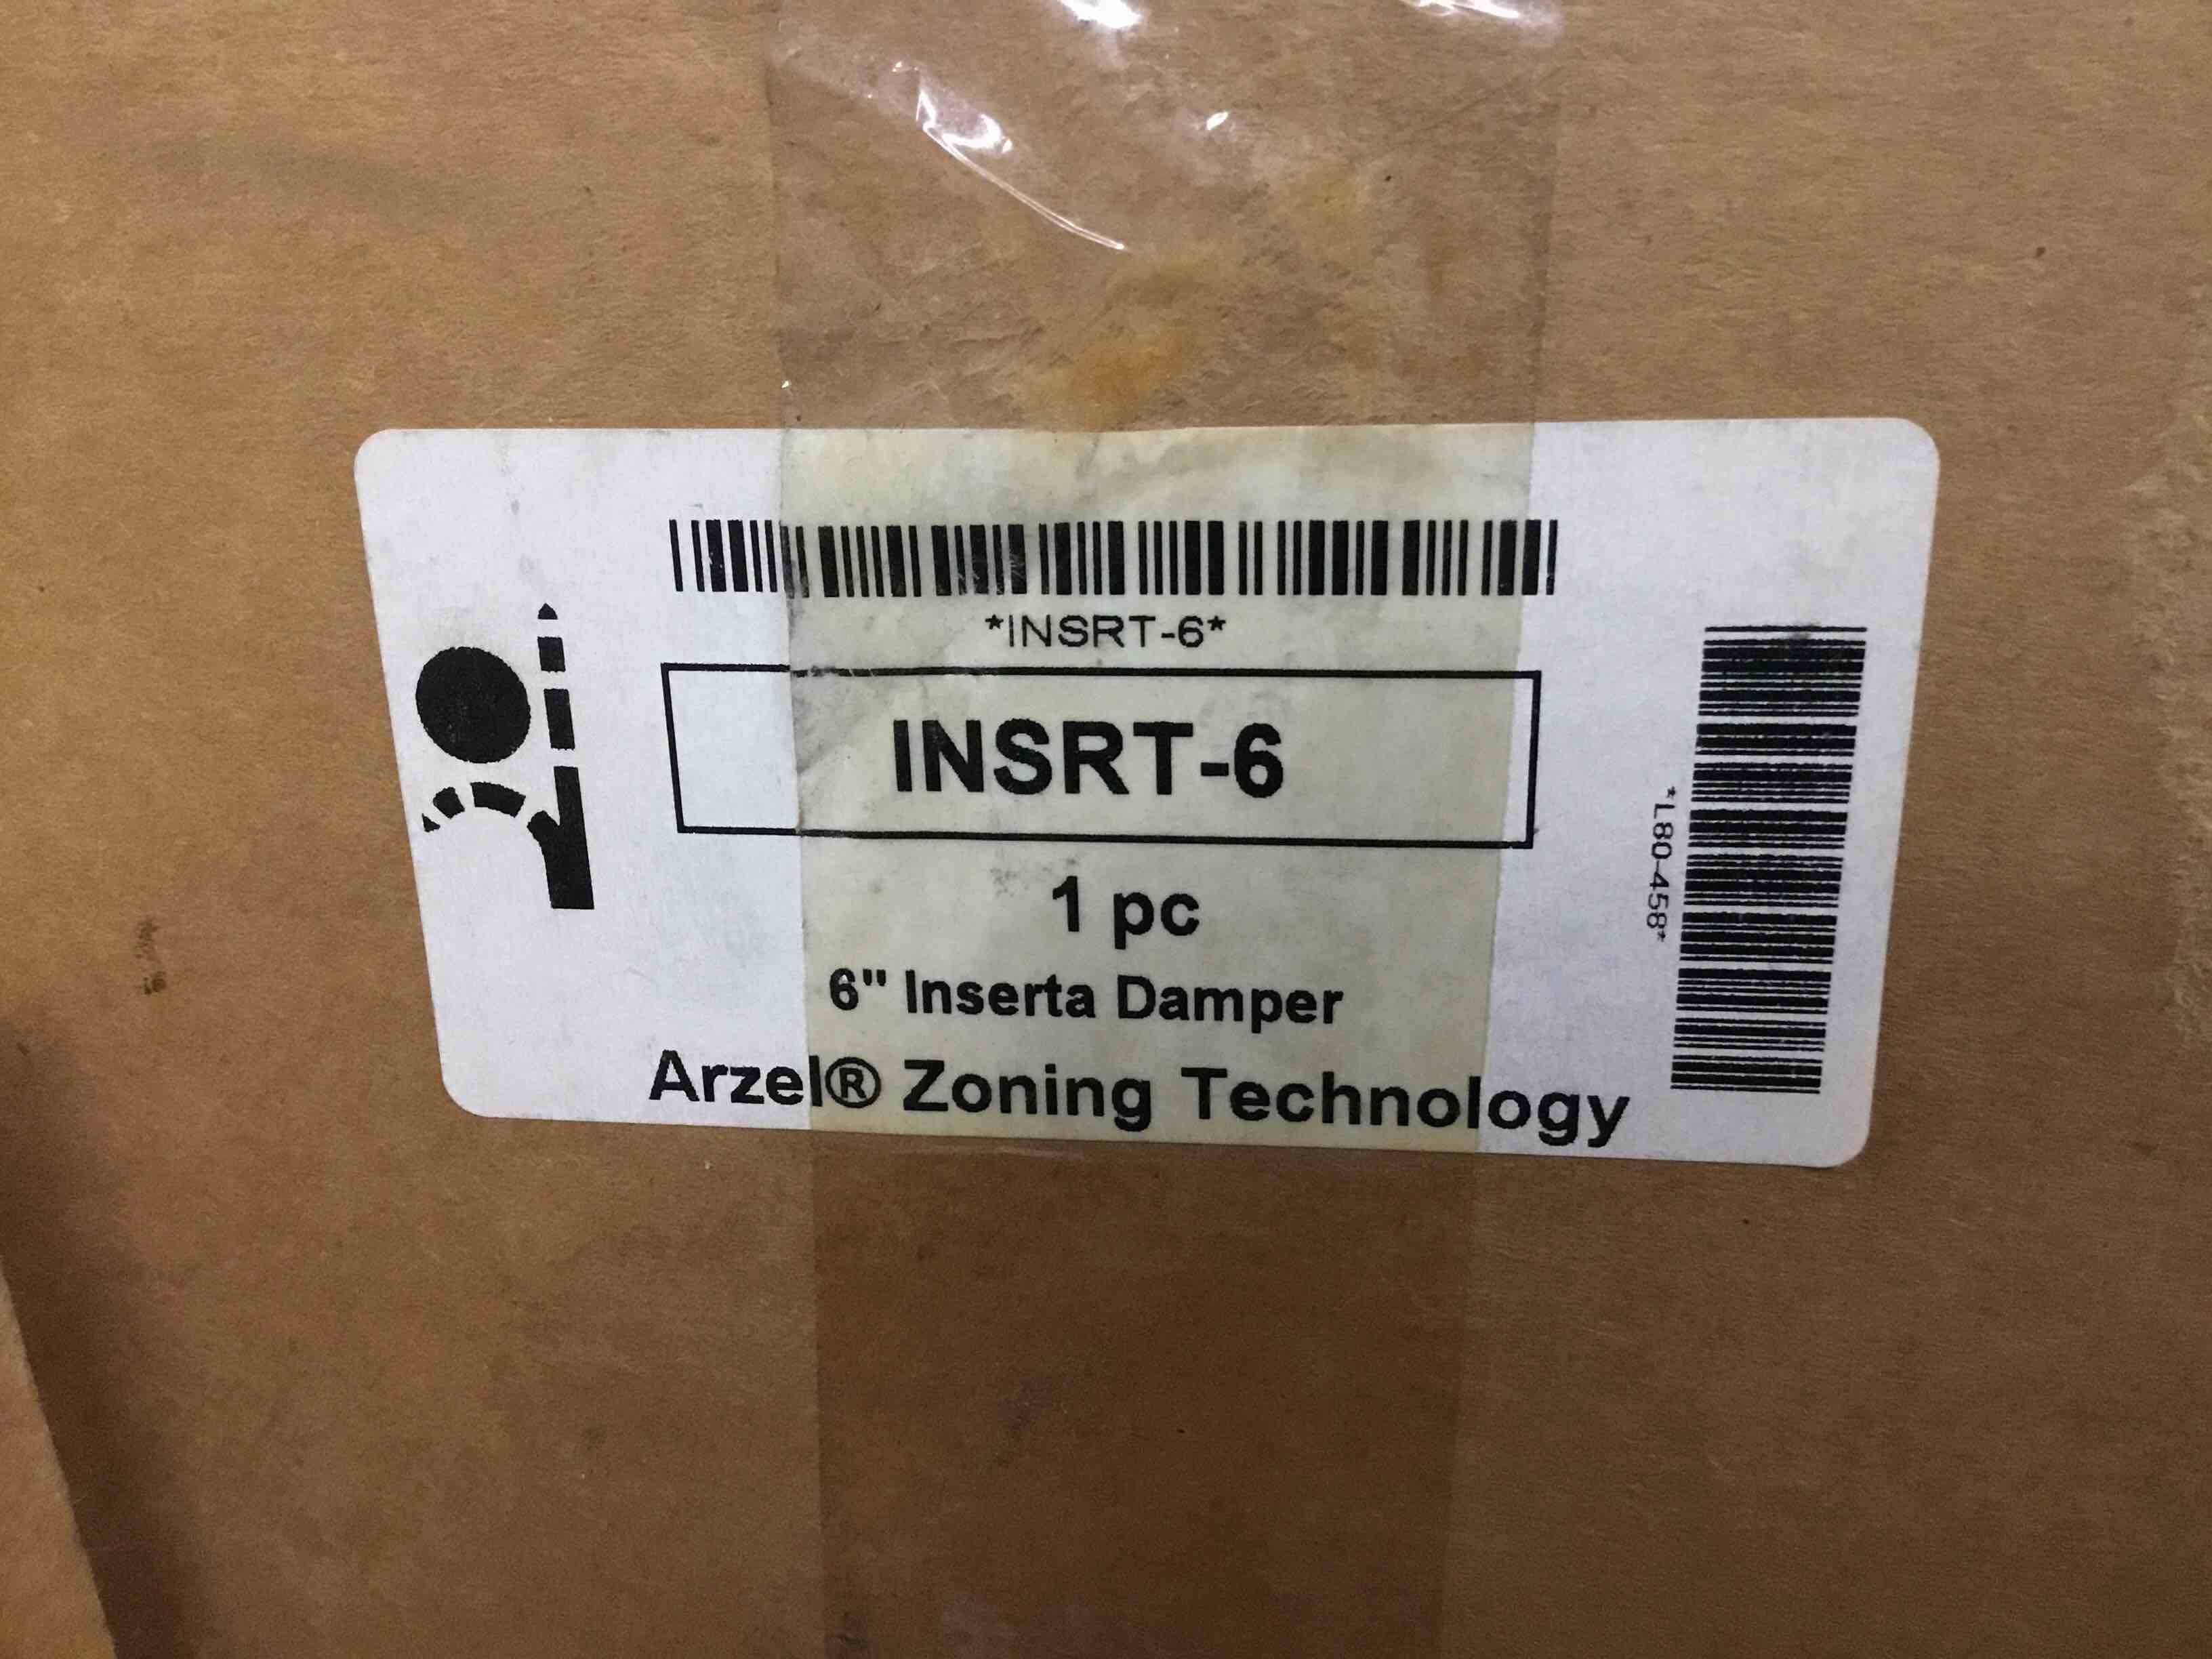 *INSRT-6*
INSRT-6
1 pc
6" Inserta Damper
Arzel® Zoning Technology
*L80-458*